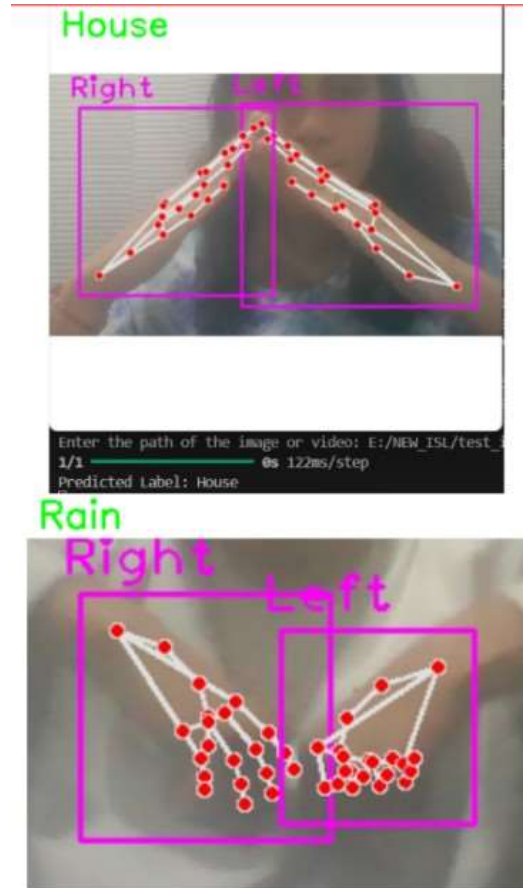 House
Right Left
Enter the path of the image or video: E:/NEW_ISL/test_i
1/1 0s 122ms/step
Predicted Label: House
Rain
Right
Left